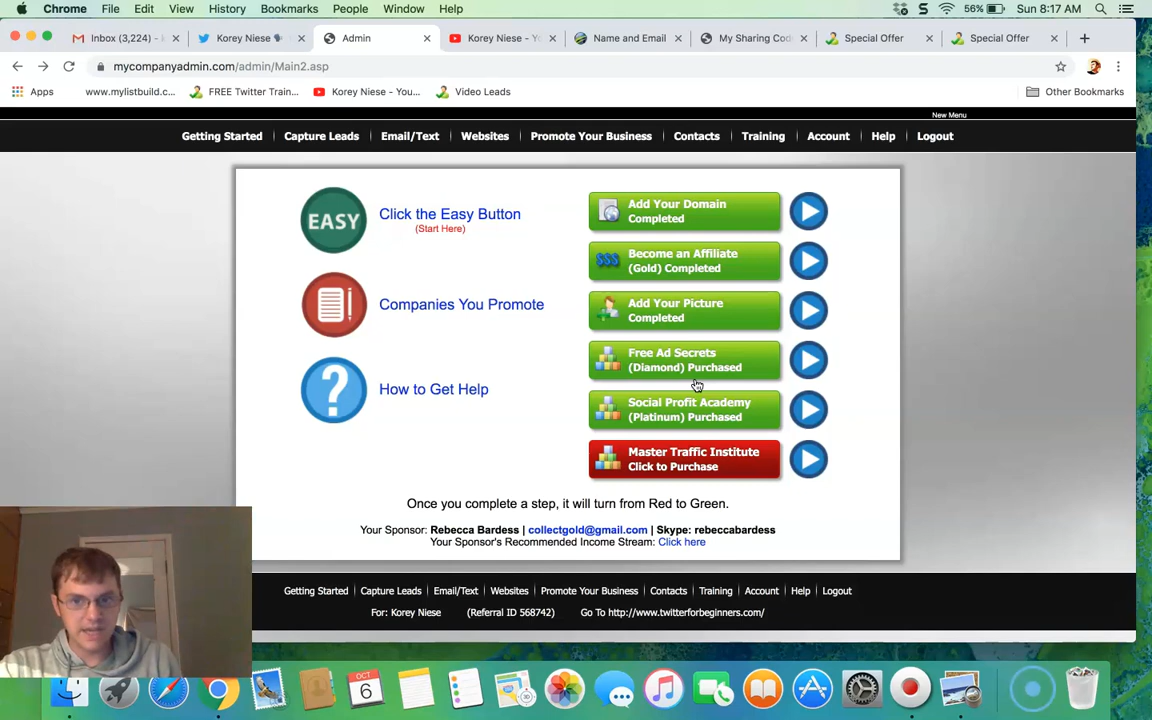 Chrome File Edit View History Bookmarks People Window Help
56% Sun 8:17 AM
Inbox (3,224) -
Korey Niese
Admin
Korey Niese - Yo
Name and Email
My Sharing Cod
Special Offer
Special Offer
mycompanyadmin.com/admin/Main2.asp
Apps www.mylistbuild.c... FREE Twitter Train... Korey Niese - You... Video Leads Other Bookmarks
New Menu
Getting Started Capture Leads Email/Text Websites Promote Your Business Contacts Training Account Help Logout
EASY
Click the Easy Button
(Start Here)
Companies You Promote
?
How to Get Help
Add Your Domain
Completed
$$$
Become an Affiliate
(Gold) Completed
Add Your Picture
Completed
Free Ad Secrets
(Diamond) Purchased
Social Profit Academy
(Platinum) Purchased
Master Traffic Institute
Click to Purchase
Once you complete a step, it will turn from Red to Green.
Your Sponsor: Rebecca Bardess | collectgold@gmail.com | Skype: rebeccabardess
Your Sponsor's Recommended Income Stream: Click here
Getting Started Capture Leads Email/Text Websites Promote Your Business Contacts Training Account Help Logout
For: Korey Niese (Referral ID 568742) Go To http://www.twitterforbeginners.com/
OCT
6